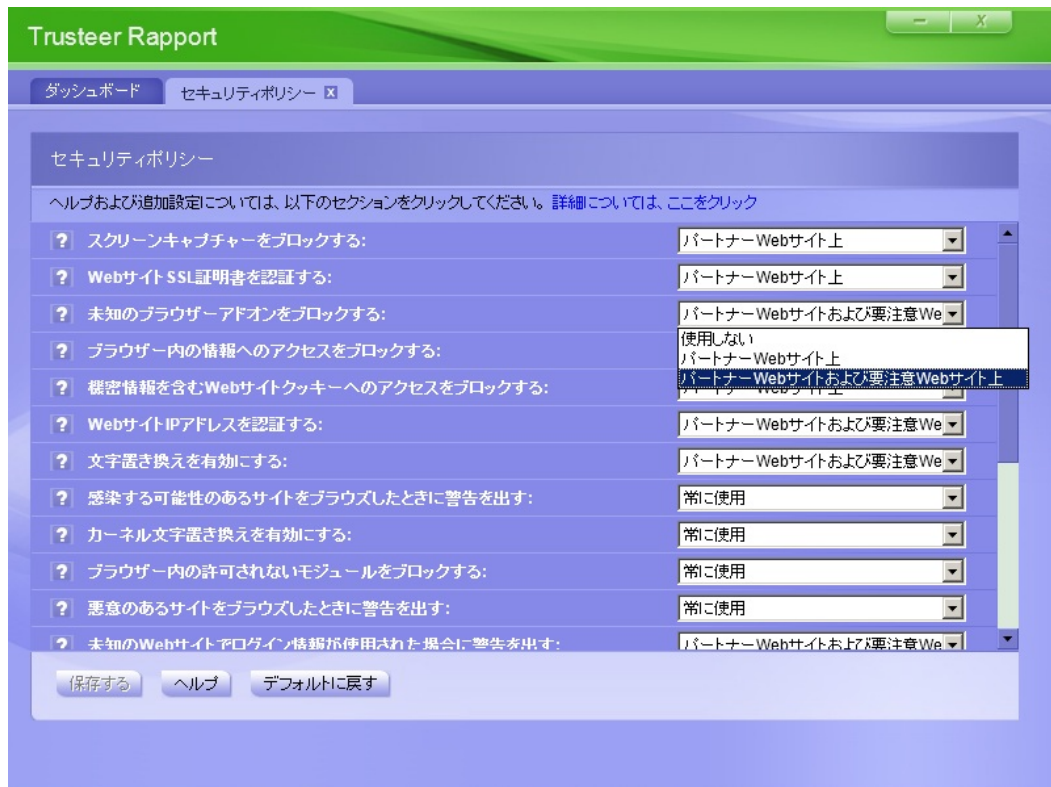 Trusteer Rapport
ダッシュボード
セキュリティポリシー
セキュリティポリシー
ヘルプおよび追加設定については、以下のセクションをクリックしてください。詳細については、ここをクリック
? スクリーンキャプチャーをブロックする: パートナーWebサイト上
? WebサイトSSL証明書を認証する: パートナーWebサイト上
? 未知のブラウザーアドオンをブロックする: パートナーWebサイトおよび要注意We
使用しない
パートナーWebサイト上
パートナーWebサイトおよび要注意Webサイト上
? ブラウザー内の情報へのアクセスをブロックする:
? 機密情報を含むWebサイトクッキーへのアクセスをブロックする: パートナーWebサイト上
? WebサイトIPアドレスを認証する: パートナーWebサイトおよび要注意We
? 文字置き換えを有効にする: パートナーWebサイトおよび要注意We
? 感染する可能性のあるサイトをブラウズしたときに警告を出す: 常に使用
? カーネル文字置き換えを有効にする: 常に使用
? ブラウザー内の許可されないモジュールをブロックする: 常に使用
? 悪意のあるサイトをブラウズしたときに警告を出す: 常に使用
? 未知のWebサイトでログイン情報が使用された場合に警告を出す: パートナーWebサイトおよび要注意We
保存する ヘルプ デフォルトに戻す